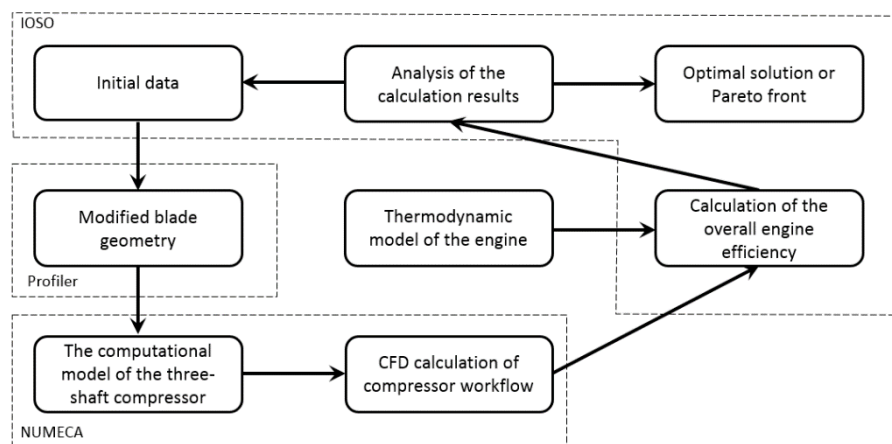 IOSO
Initial data
Analysis of the
calculation results
Optimal solution or
Pareto front
Modified blade
geometry
Profiler
Thermodynamic
model of the engine
Calculation of the
overall engine
efficiency
The computational
model of the three-
shaft compressor
CFD calculation of
compressor workflow
NUMECA